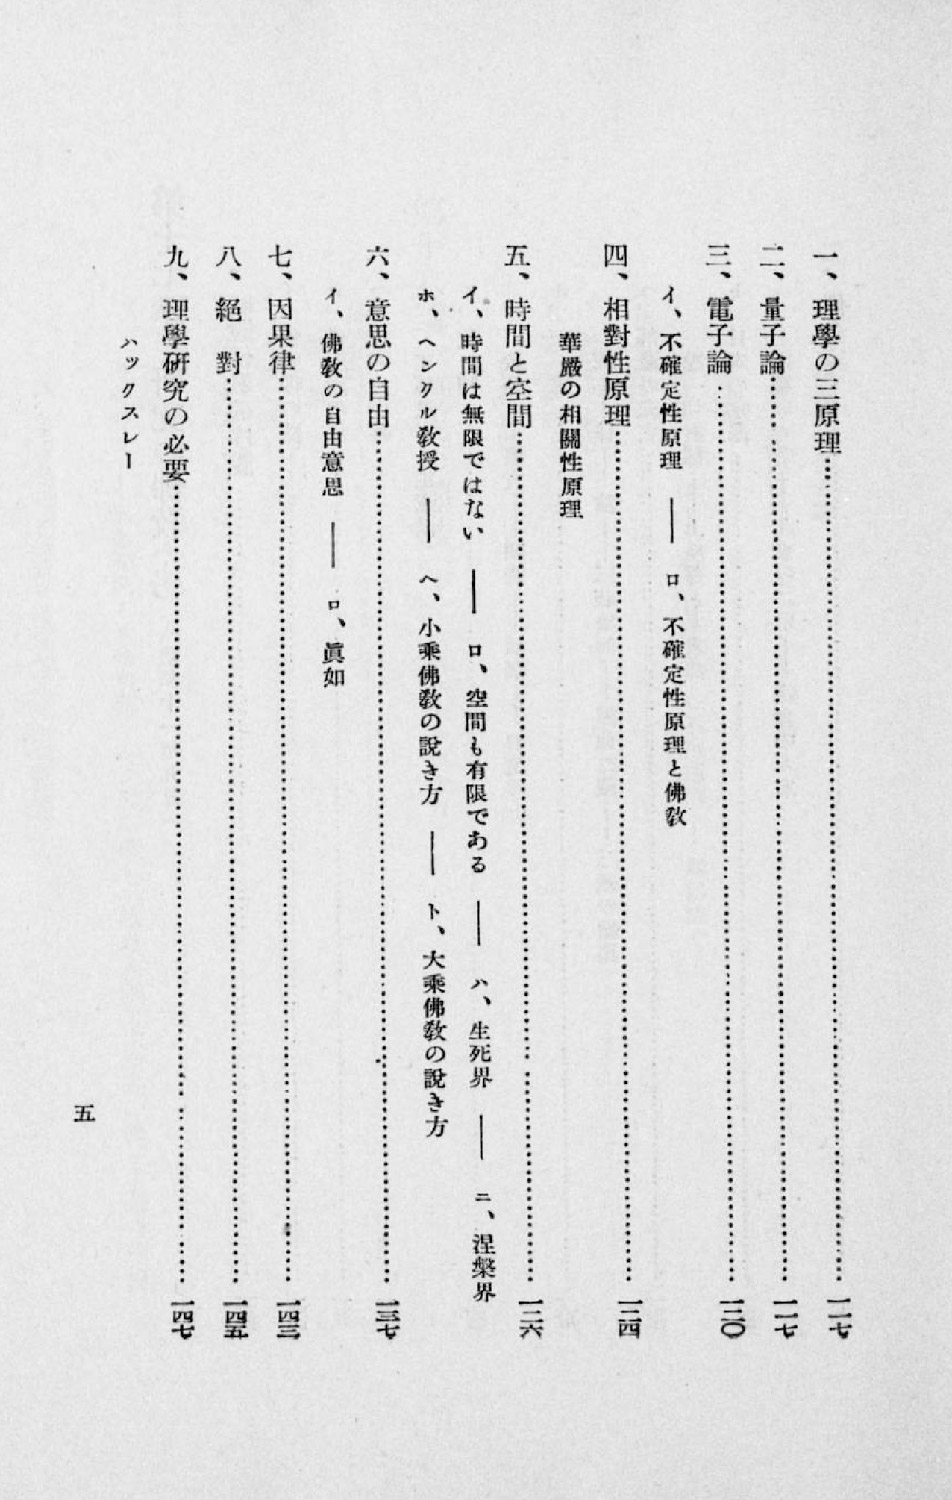 一、理學の三原理……一一七
二、量子論……一一七
三、電子論……一二〇
イ、不確定性原理 ── ロ、不確定性原理と佛敎
四、相對性原理……一二四
華嚴の相關性原理
五、時間と空間……一二六
イ、時間は無限ではない ── ロ、空間も有限である ── ハ、生死界 ── ニ、涅槃界
ホ、ヘンクル敎授 ── ヘ、小乘佛敎の說き方 ── ト、大乘佛敎の說き方
六、意思の自由……一三七
イ、佛敎の自由意思 ── ロ、眞如
七、因果律……一四三
八、絕 對……一四五
九、理學硏究の必要……一四七
ハックスレー
五